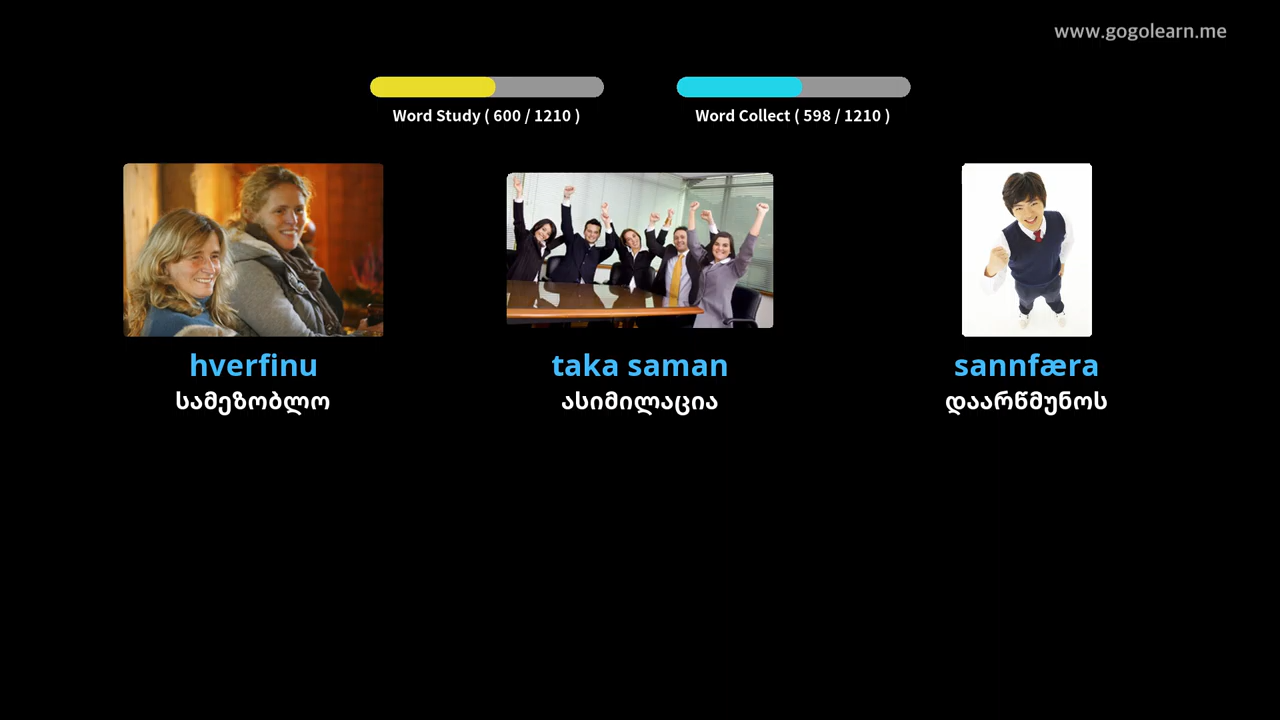 www.gogolearn.me
Word Study ( 600 / 1210 )
Word Collect ( 598 / 1210 )
hverfinu
სამეზობლო
taka saman
ასიმილაცია
sannfæra
დაარწმუნოს